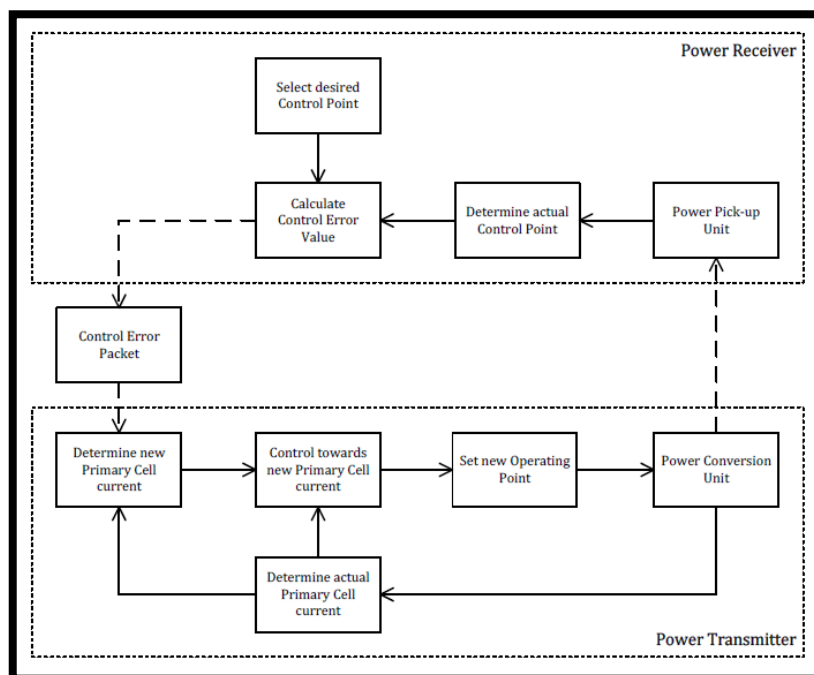 Power Receiver
Select desired
Control Point
Calculate
Control Error
Value
Determine actual
Control Point
Power Pick-up
Unit
Control Error
Packet
Determine new
Primary Cell
current
Control towards
new Primary Cell
current
Set new Operating
Point
Power Conversion
Unit
Determine actual
Primary Cell
current
Power Transmitter